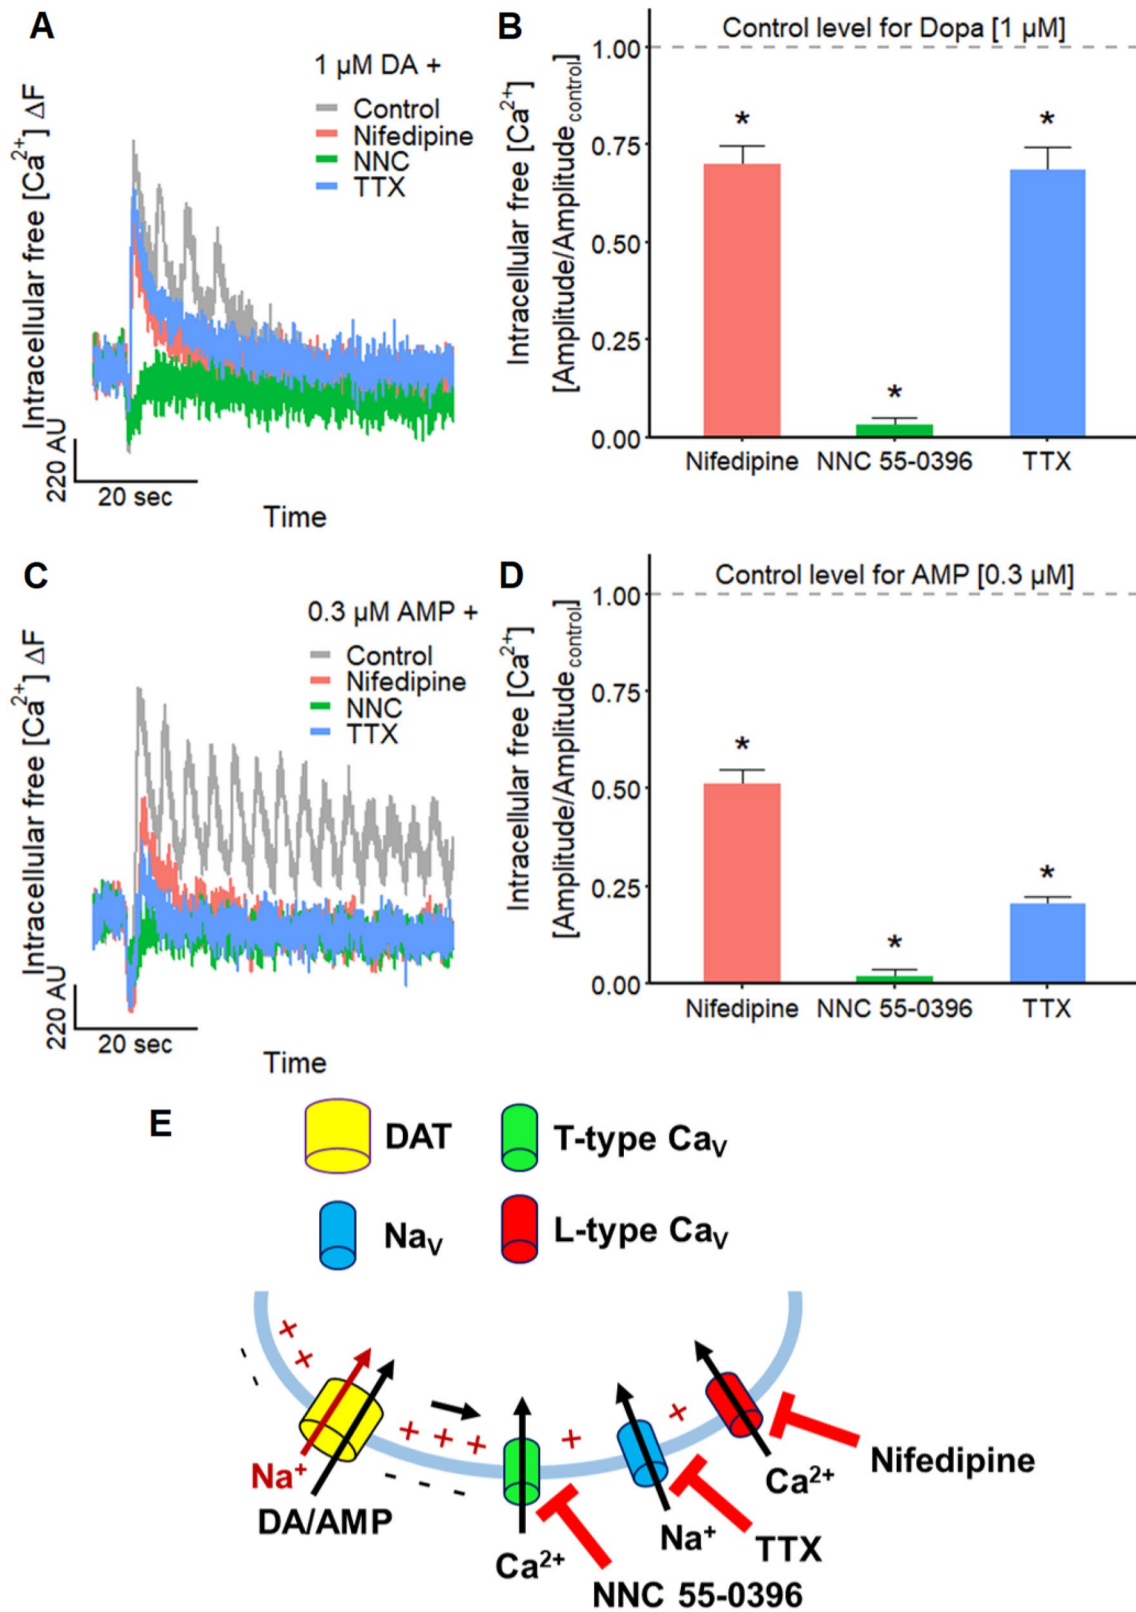 A
1 µM DA +
Control
Nifedipine
NNC
TTX
Intracellular free [Ca²⁺] ΔF
220 AU
20 sec
Time
B
Control level for Dopa [1 µM]
Intracellular free [Ca²⁺]
[Amplitude/Amplitude_control]
1.00
0.75
0.50
0.25
0.00
*
*
*
Nifedipine NNC 55-0396 TTX
C
0.3 µM AMP +
Control
Nifedipine
NNC
TTX
Intracellular free [Ca²⁺] ΔF
220 AU
20 sec
Time
D
Control level for AMP [0.3 µM]
Intracellular free [Ca²⁺]
[Amplitude/Amplitude_control]
1.00
0.75
0.50
0.25
0.00
*
*
*
Nifedipine NNC 55-0396 TTX
E
DAT
T-type Caᵥ
Naᵥ
L-type Caᵥ
Na⁺
DA/AMP
Ca²⁺
NNC 55-0396
Na⁺
TTX
Ca²⁺
Nifedipine